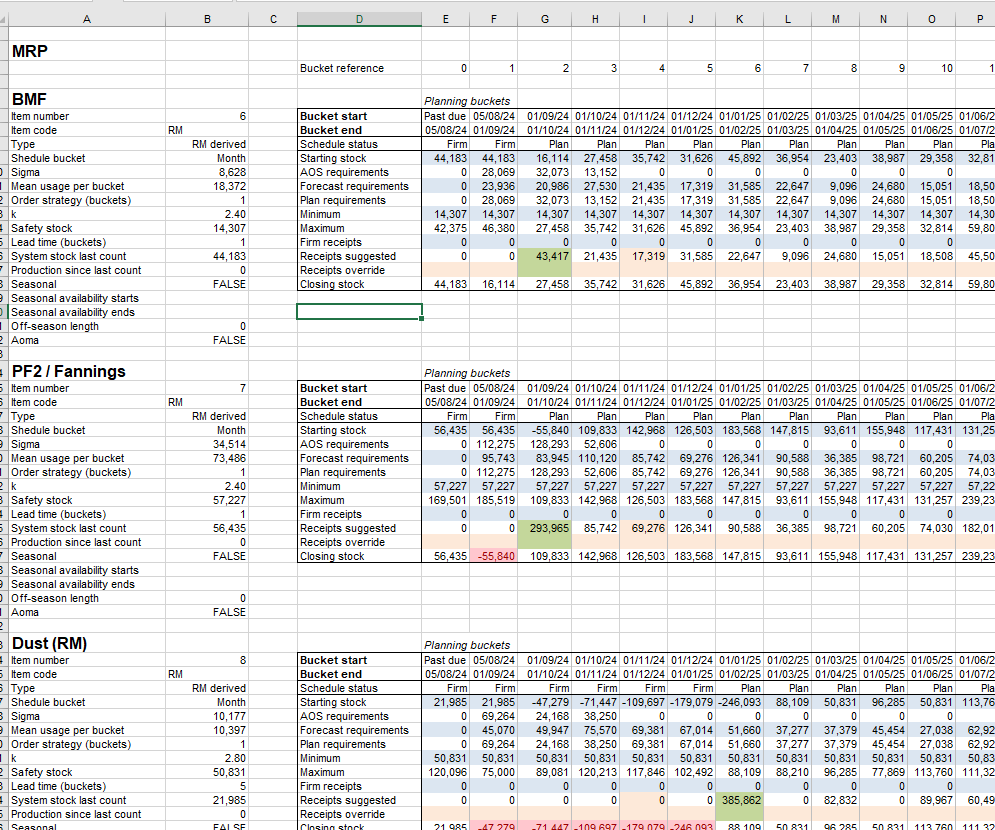 A B C D E F G H I J K L M N O P
MRP
Bucket reference 0 1 2 3 4 5 6 7 8 9 10 1
BMF Planning buckets
Item number 6 Bucket start Past due 05/08/24 01/09/24 01/10/24 01/11/24 01/12/24 01/01/25 01/02/25 01/03/25 01/04/25 01/05/25 01/06/2
Item code RM Bucket end 05/08/24 01/09/24 01/10/24 01/11/24 01/12/24 01/01/25 01/02/25 01/03/25 01/04/25 01/05/25 01/06/25 01/07/2
Type RM derived Schedule status Firm Firm Plan Plan Plan Plan Plan Plan Plan Plan Plan Pla
Shedule bucket Month Starting stock 44,183 44,183 16,114 27,458 35,742 31,626 45,892 36,954 23,403 38,987 29,358 32,81
Sigma 8,628 AOS requirements 0 28,069 32,073 13,152 0 0 0 0 0 0 0
Mean usage per bucket 18,372 Forecast requirements 0 23,936 20,986 27,530 21,435 17,319 31,585 22,647 9,096 24,680 15,051 18,50
Order strategy (buckets) 1 Plan requirements 0 28,069 32,073 13,152 21,435 17,319 31,585 22,647 9,096 24,680 15,051 18,50
k 2.40 Minimum 14,307 14,307 14,307 14,307 14,307 14,307 14,307 14,307 14,307 14,307 14,307 14,30
Safety stock 14,307 Maximum 42,375 46,380 27,458 35,742 31,626 45,892 36,954 23,403 38,987 29,358 32,814 59,80
Lead time (buckets) 1 Firm receipts 0 0 0 0 0 0 0 0 0 0 0
System stock last count 44,183 Receipts suggested 0 0 43,417 21,435 17,319 31,585 22,647 9,096 24,680 15,051 18,508 45,50
Production since last count 0 Receipts override
Seasonal FALSE Closing stock 44,183 16,114 27,458 35,742 31,626 45,892 36,954 23,403 38,987 29,358 32,814 59,80
Seasonal availability starts
Seasonal availability ends
Off-season length 0
Aoma FALSE
PF2 / Fannings Planning buckets
Item number 7 Bucket start Past due 05/08/24 01/09/24 01/10/24 01/11/24 01/12/24 01/01/25 01/02/25 01/03/25 01/04/25 01/05/25 01/06/2
Item code RM Bucket end 05/08/24 01/09/24 01/10/24 01/11/24 01/12/24 01/01/25 01/02/25 01/03/25 01/04/25 01/05/25 01/06/25 01/07/2
Type RM derived Schedule status Firm Firm Plan Plan Plan Plan Plan Plan Plan Plan Plan Pla
Shedule bucket Month Starting stock 56,435 56,435 -55,840 109,833 142,968 126,503 183,568 147,815 93,611 155,948 117,431 131,25
Sigma 34,514 AOS requirements 0 112,275 128,293 52,606 0 0 0 0 0 0 0
Mean usage per bucket 73,486 Forecast requirements 0 95,743 83,945 110,120 85,742 69,276 126,341 90,588 36,385 98,721 60,205 74,03
Order strategy (buckets) 1 Plan requirements 0 112,275 128,293 52,606 85,742 69,276 126,341 90,588 36,385 98,721 60,205 74,03
k 2.40 Minimum 57,227 57,227 57,227 57,227 57,227 57,227 57,227 57,227 57,227 57,227 57,227 57,22
Safety stock 57,227 Maximum 169,501 185,519 109,833 142,968 126,503 183,568 147,815 93,611 155,948 117,431 131,257 239,23
Lead time (buckets) 1 Firm receipts 0 0 0 0 0 0 0 0 0 0 0
System stock last count 56,435 Receipts suggested 0 0 293,965 85,742 69,276 126,341 90,588 36,385 98,721 60,205 74,030 182,01
Production since last count 0 Receipts override
Seasonal FALSE Closing stock 56,435 -55,840 109,833 142,968 126,503 183,568 147,815 93,611 155,948 117,431 131,257 239,23
Seasonal availability starts
Seasonal availability ends
Off-season length 0
Aoma FALSE
Dust (RM) Planning buckets
Item number 8 Bucket start Past due 05/08/24 01/09/24 01/10/24 01/11/24 01/12/24 01/01/25 01/02/25 01/03/25 01/04/25 01/05/25 01/06/2
Item code RM Bucket end 05/08/24 01/09/24 01/10/24 01/11/24 01/12/24 01/01/25 01/02/25 01/03/25 01/04/25 01/05/25 01/06/25 01/07/2
Type RM derived Schedule status Firm Firm Firm Firm Firm Firm Plan Plan Plan Plan Plan Pla
Shedule bucket Month Starting stock 21,985 21,985 -47,279 -71,447 -109,697 -179,079 -246,093 88,109 50,831 96,285 50,831 113,76
Sigma 10,177 AOS requirements 0 69,264 24,168 38,250 0 0 0 0 0 0 0
Mean usage per bucket 10,397 Forecast requirements 0 45,070 49,947 75,570 69,381 67,014 51,660 37,277 37,379 45,454 27,038 62,92
Order strategy (buckets) 1 Plan requirements 0 69,264 24,168 38,250 69,381 67,014 51,660 37,277 37,379 45,454 27,038 62,92
k 2.80 Minimum 50,831 50,831 50,831 50,831 50,831 50,831 50,831 50,831 50,831 50,831 50,831 50,83
Safety stock 50,831 Maximum 120,096 75,000 89,081 120,213 117,846 102,492 88,109 88,210 96,285 77,869 113,760 111,32
Lead time (buckets) 5 Firm receipts 0 0 0 0 0 0 0 0 0 0 0
System stock last count 21,985 Receipts suggested 0 0 0 0 0 0 385,862 0 82,832 0 89,967 60,49
Production since last count 0 Receipts override
Seasonal FALSE Closing stock 21,985 -47,279 -71,447 -109,697 -179,079 -246,093 88,109 50,831 96,285 50,831 113,760 111,32